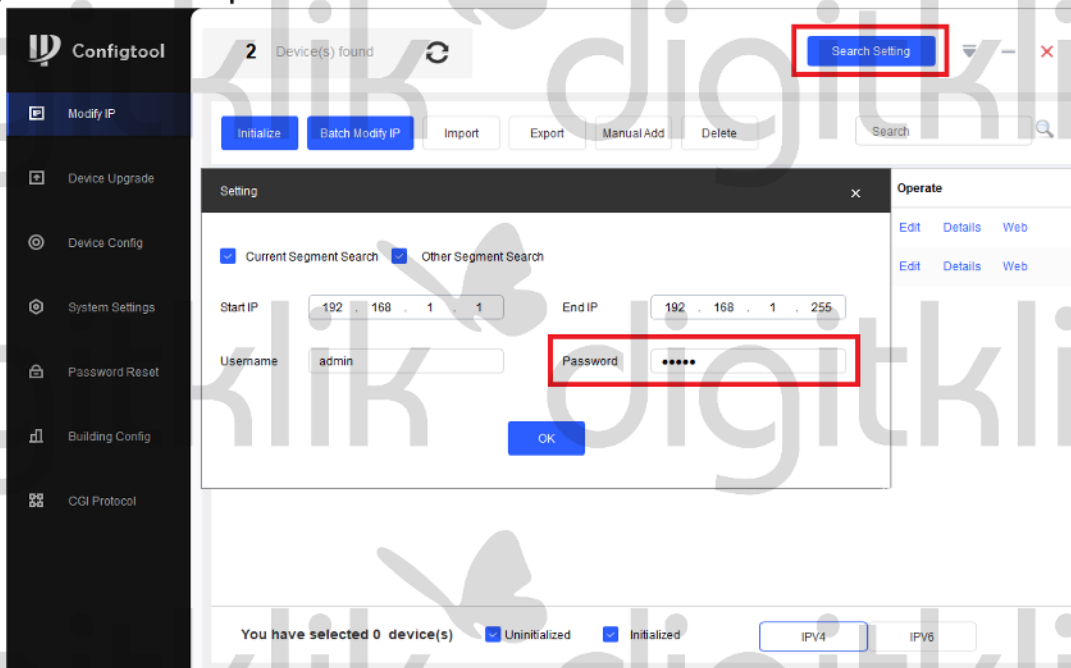 Configtool
2 Device(s) found
Search Setting
Modify IP
Initialize Batch Modify IP Import Export Manual Add Delete Search
Device Upgrade
Setting
Operate
Edit Details Web
Device Config
Current Segment Search Other Segment Search
Edit Details Web
System Settings
Start IP 192 . 168 . 1 . 1 End IP 192 . 168 . 1 . 255
Password Reset
Username admin Password •••••
Building Config
OK
CGI Protocol
You have selected 0 device(s) Uninitialized Initialized IPV4 IPV6
digitklik